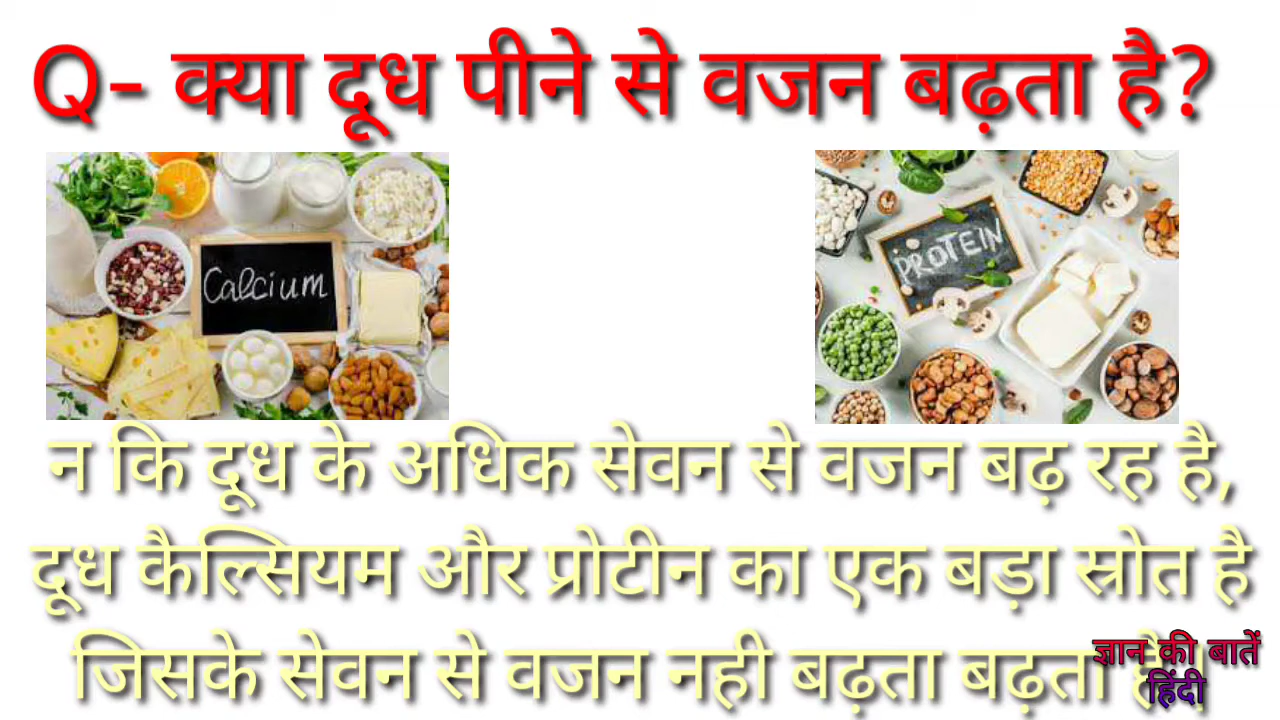 Q- क्या दूध पीने से वजन बढ़ता है?
Calcium
PROTEIN
न कि दूध के अधिक सेवन से वजन बढ़ रह है,
दूध कैल्सियम और प्रोटीन का एक बड़ा स्रोत है
जिसके सेवन से वजन नही बढ़ता बढ़ता है,
ज्ञान की बातें
हिंदी